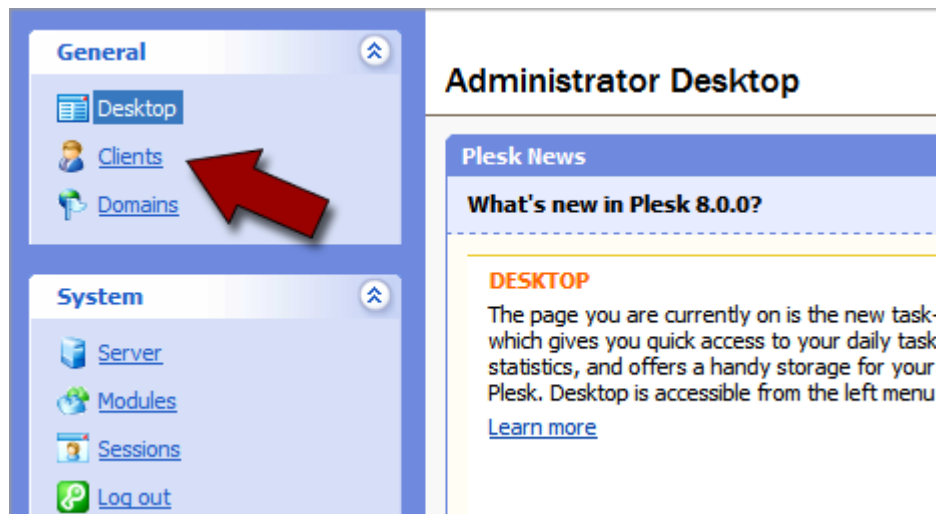 General
Desktop
Clients
Domains
System
Server
Modules
Sessions
Log out
Administrator Desktop
Plesk News
What's new in Plesk 8.0.0?
DESKTOP
The page you are currently on is the new task-
which gives you quick access to your daily task
statistics, and offers a handy storage for your
Plesk. Desktop is accessible from the left menu
Learn more